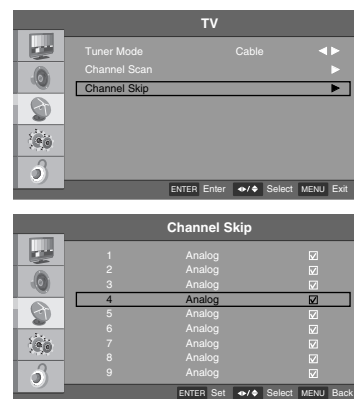 TV
Tuner Mode Cable
Channel Scan
Channel Skip
ENTER Enter Select MENU Exit
Channel Skip
1 Analog
2 Analog
3 Analog
4 Analog
5 Analog
6 Analog
7 Analog
8 Analog
9 Analog
ENTER Set Select MENU Back